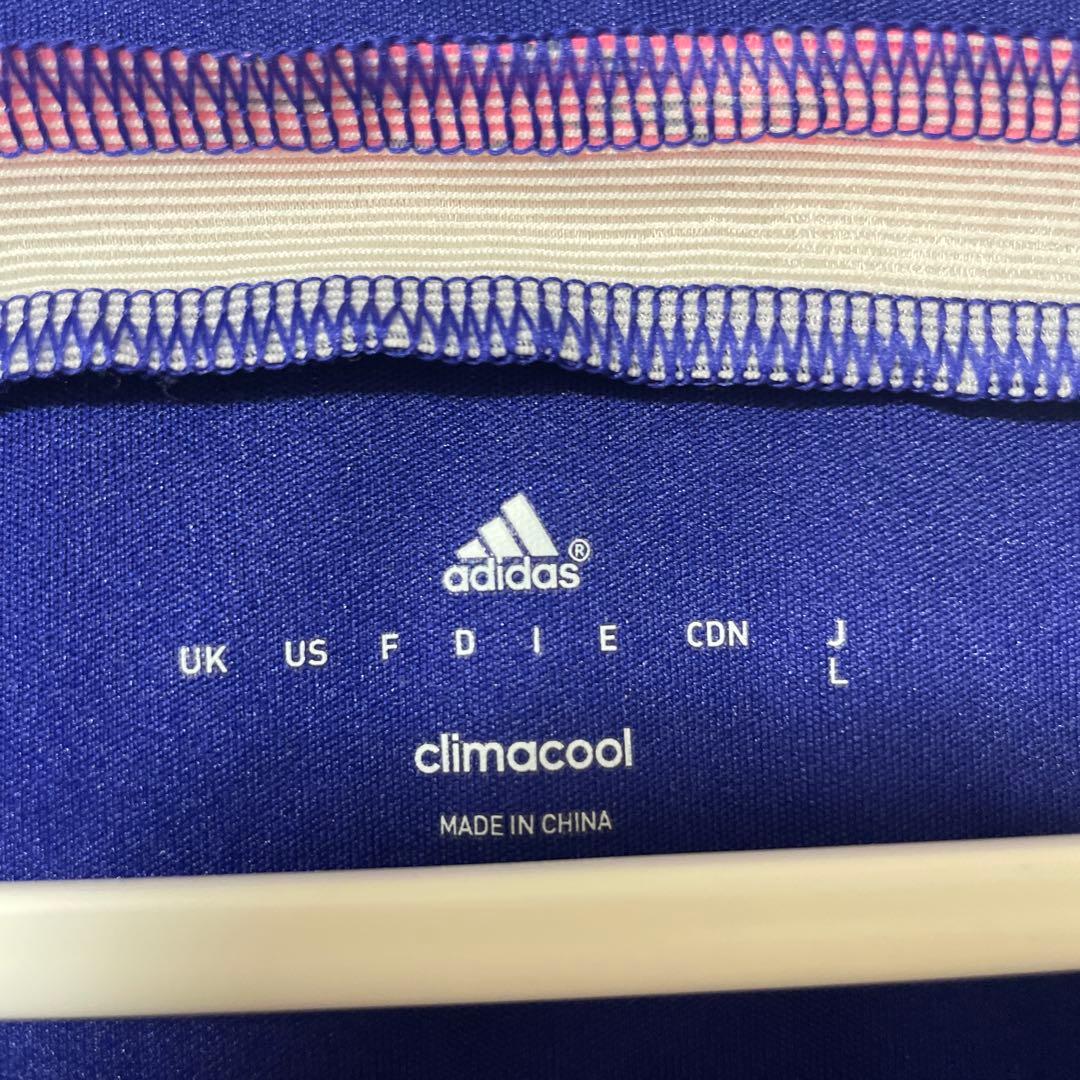 adidas®
UK US F D I E CDN J
L
climacool
MADE IN CHINA